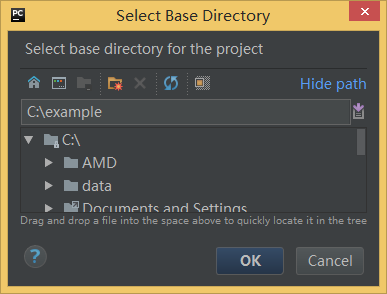 PC
Select Base Directory
Select base directory for the project
Hide path
C:\example
C:\
AMD
data
Documents and Settings
Drag and drop a file into the space above to quickly locate it in the tree
?
OK
Cancel